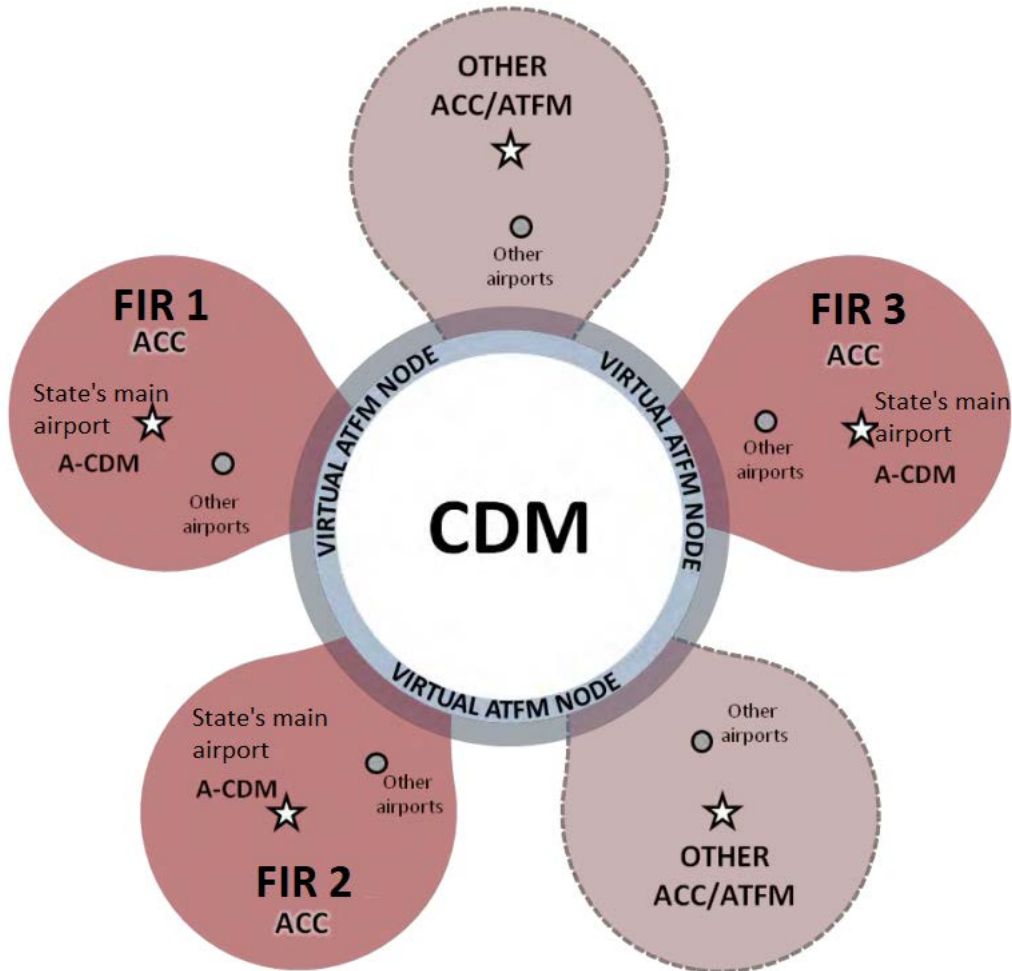 OTHER
ACC/ATFM
Other
airports
FIR 1
ACC
State's main
airport
A-CDM
Other
airports
FIR 3
ACC
State's main
airport
A-CDM
Other
airports
VIRTUAL ATFM NODE
VIRTUAL ATFM NODE
CDM
VIRTUAL ATFM NODE
State's main
airport
A-CDM
Other
airports
FIR 2
ACC
Other
airports
OTHER
ACC/ATFM